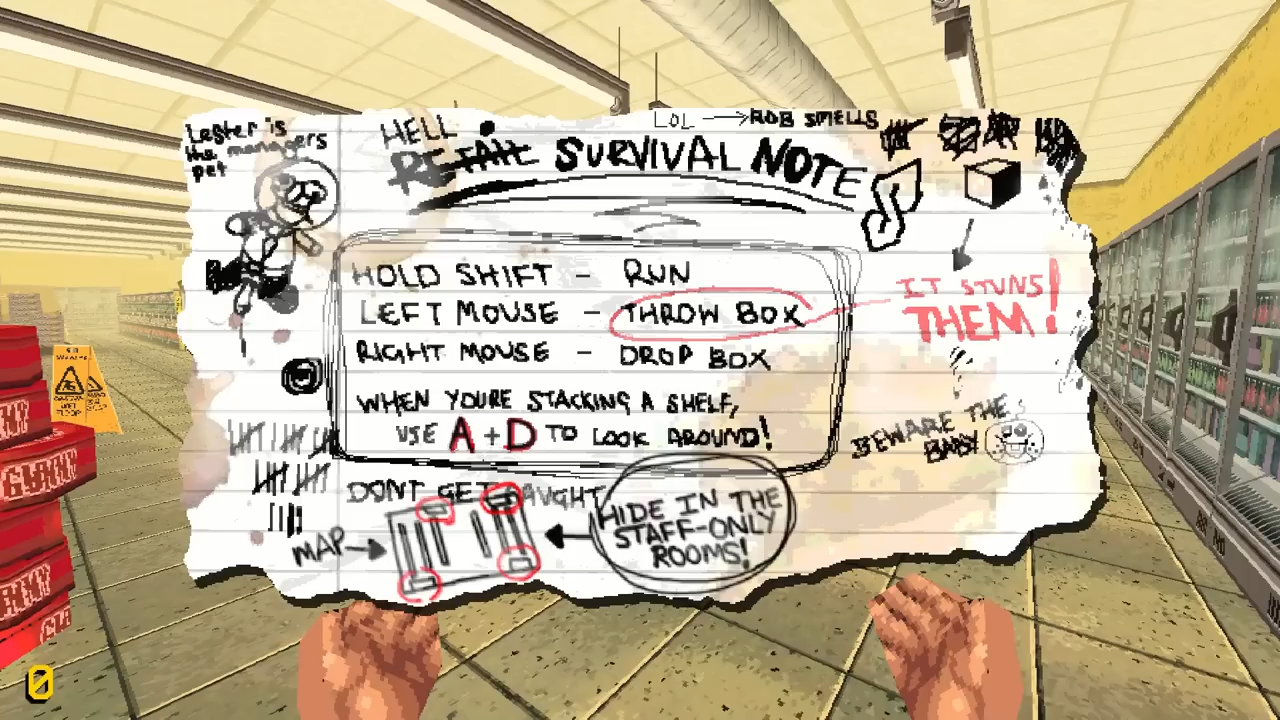 Lester is
the managers
pet
LOL → ROB SMELLS
HELL
RETAIL SURVIVAL NOTE
HOLD SHIFT - RUN
LEFT MOUSE - THROW BOX
RIGHT MOUSE - DROP BOX
WHEN YOURE STACKING A SHELF,
USE A + D TO LOOK AROUND!
IT STUNS
THEM!
BEWARE THE
BABY
DONT GET CAUGHT
MAP
HIDE IN THE
STAFF-ONLY
ROOMS!
0